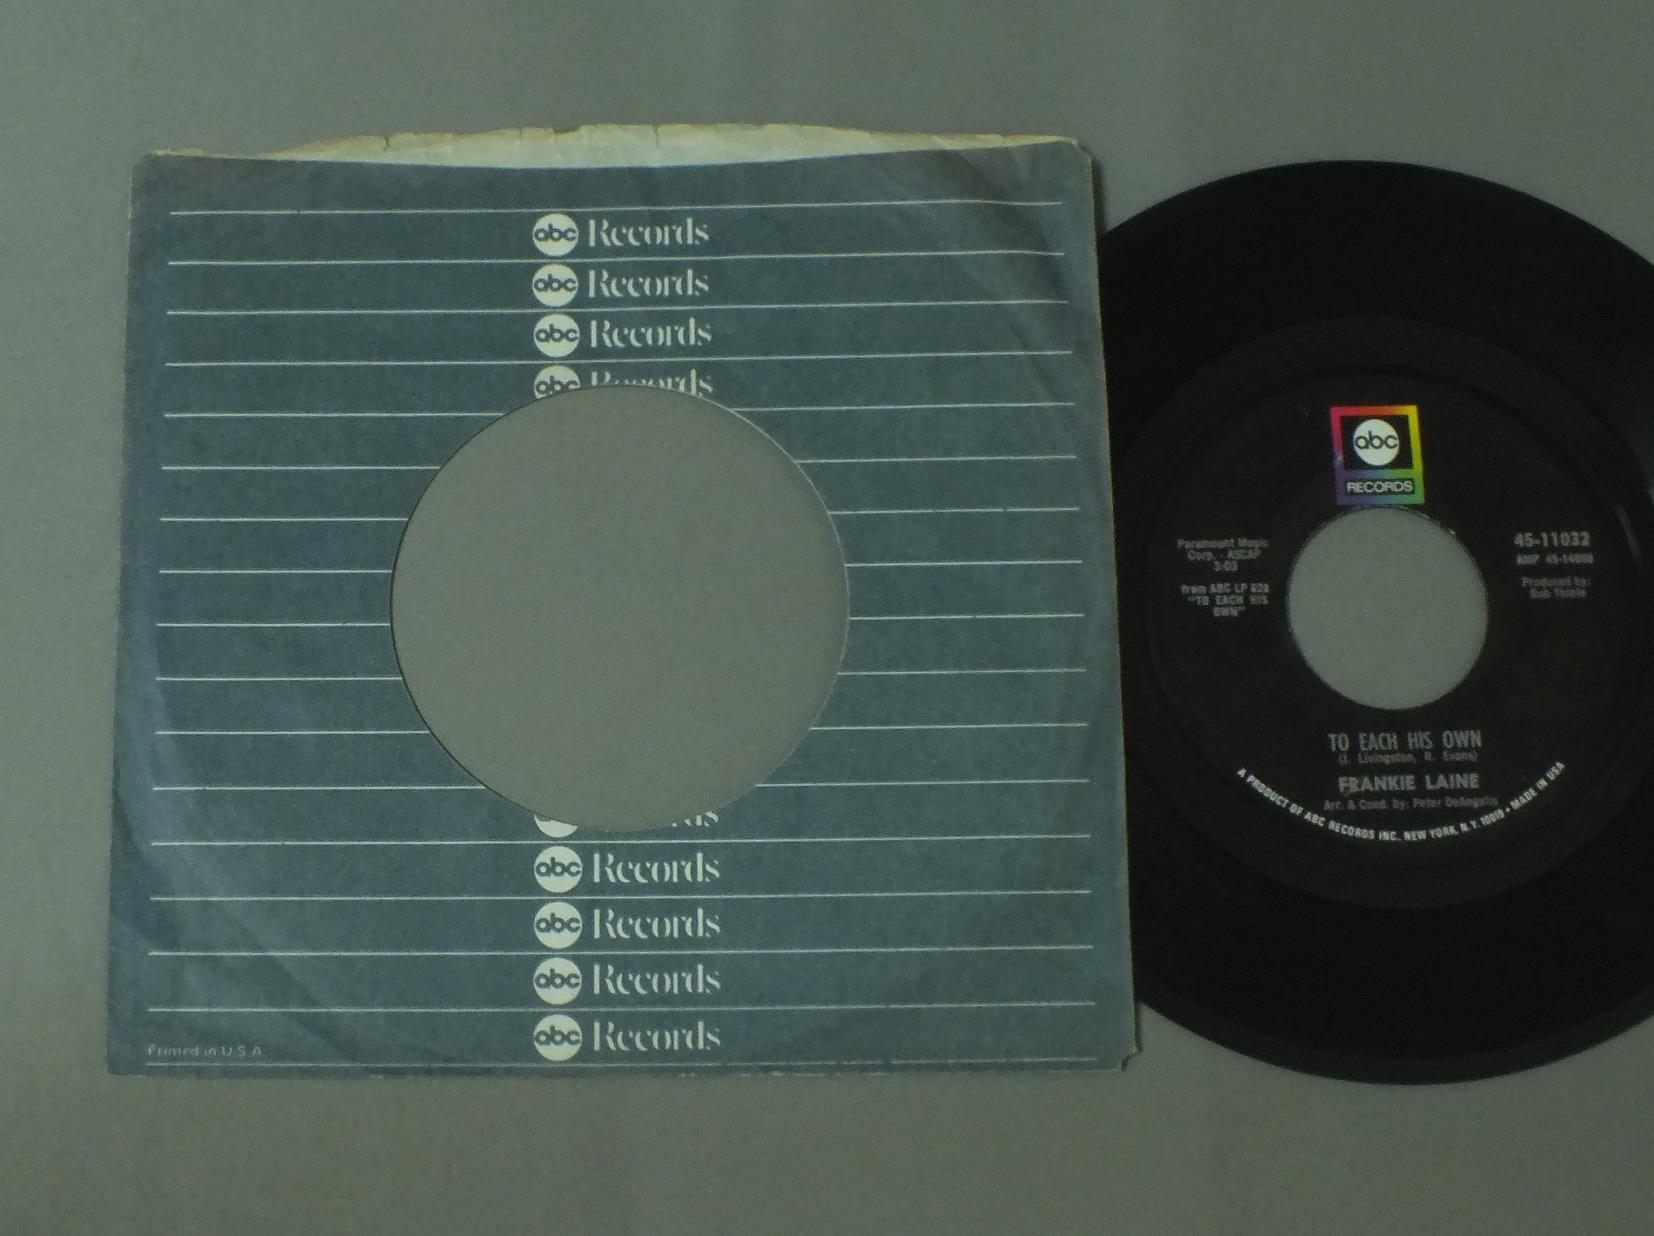 abc Records
abc Records
abc Records
abc Records
abc Records
abc Records
abc Records
abc Records
Printed in U.S.A.
abc
RECORDS
Paramount Music
Corp. - ASCAP
3:03
from ABC LP 628
"TO EACH HIS
OWN"
45-11032
Produced by:
Bob Thiele
TO EACH HIS OWN
(J. Livingston, R. Evans)
FRANKIE LAINE
Arr. & Cond. by: Peter DeAngelis
A PRODUCT OF ABC RECORDS INC., NEW YORK, N.Y. 10019 • MADE IN USA